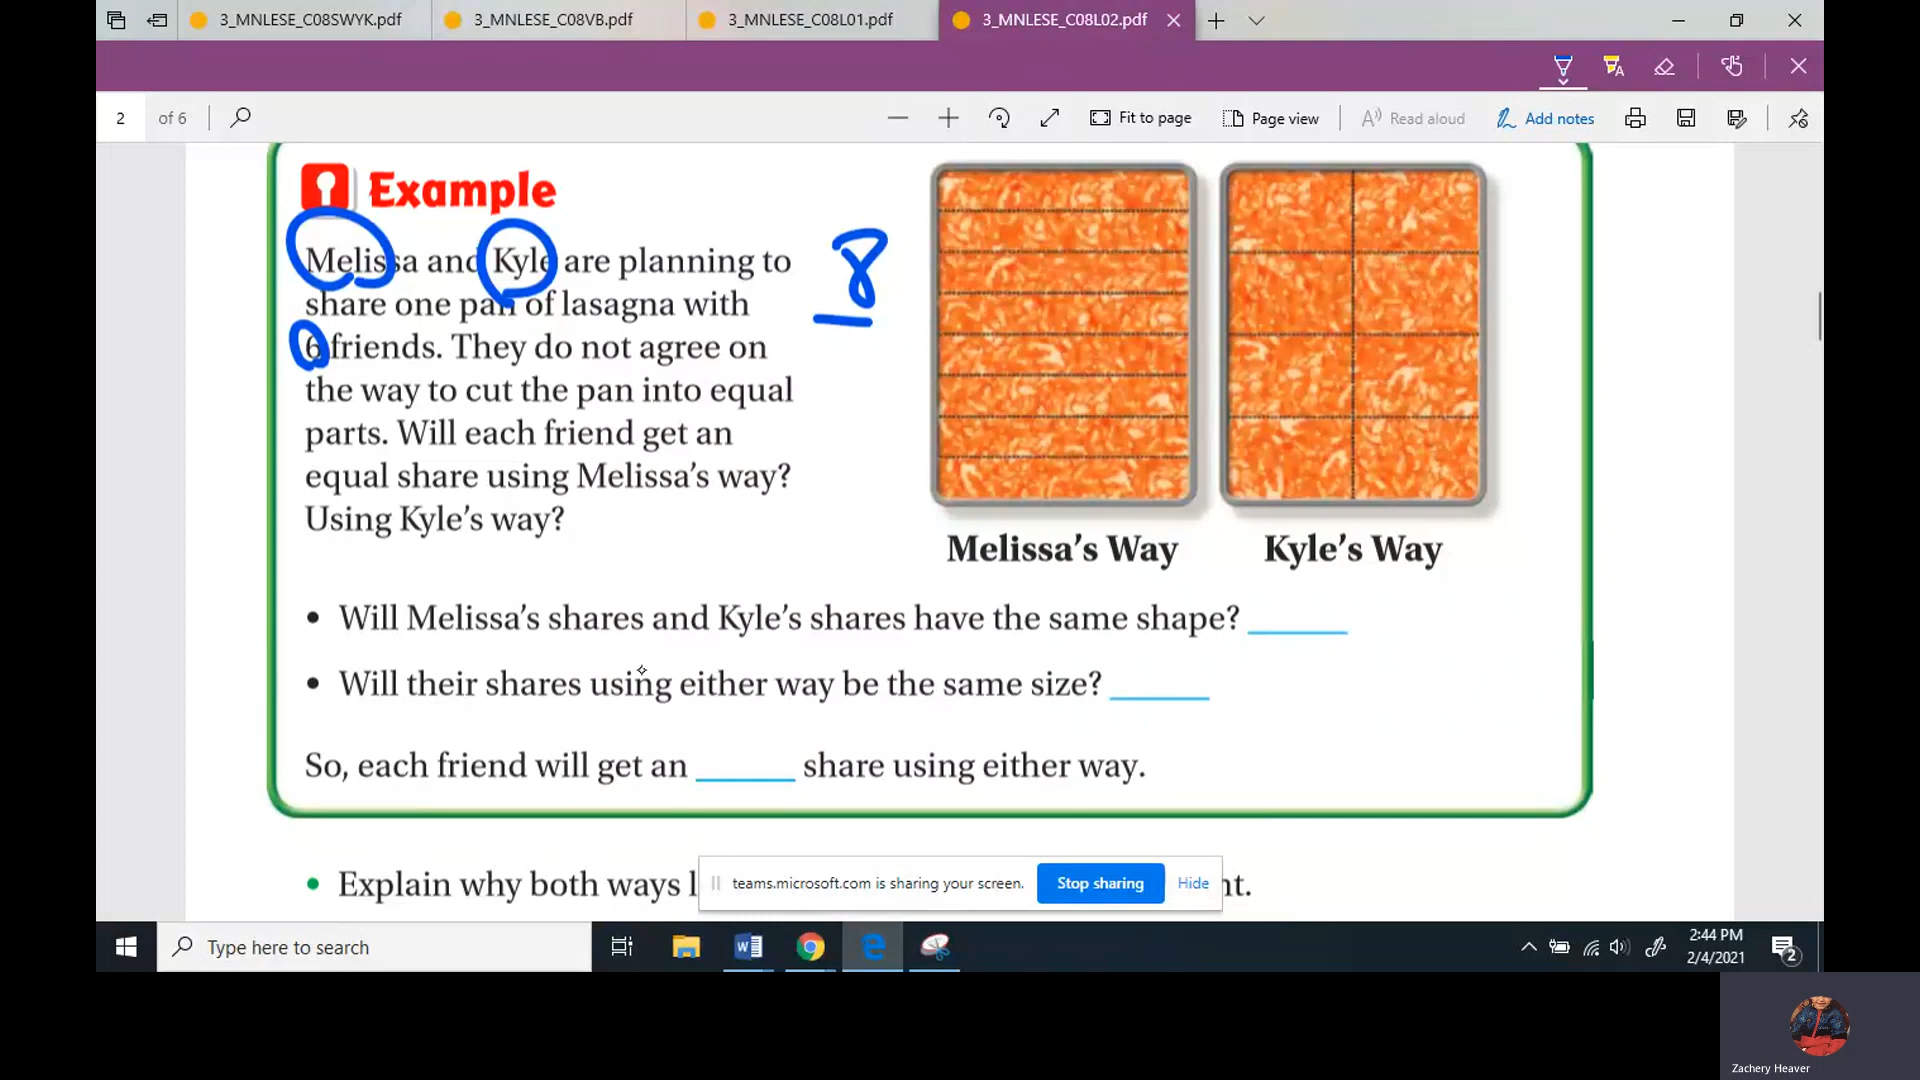 3_MNLESE_C08SWYK.pdf 3_MNLESE_C08VB.pdf 3_MNLESE_C08L01.pdf 3_MNLESE_C08L02.pdf
2 of 6 Fit to page Page view Read aloud Add notes
Example
Melissa and Kyle are planning to
share one pan of lasagna with
6 friends. They do not agree on
the way to cut the pan into equal
parts. Will each friend get an
equal share using Melissa's way?
Using Kyle's way?
8
Melissa's Way Kyle's Way
• Will Melissa's shares and Kyle's shares have the same shape?
• Will their shares using either way be the same size?
So, each friend will get an share using either way.
• Explain why both ways
teams.microsoft.com is sharing your screen. Stop sharing Hide
Type here to search
2:44 PM
2/4/2021
2
Zachery Heaver